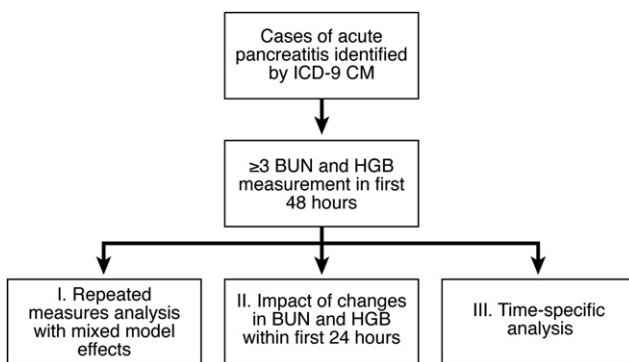 Cases of acute
pancreatitis identified
by ICD-9 CM
≥3 BUN and HGB
measurement in first
48 hours
I. Repeated
measures analysis
with mixed model
effects
II. Impact of changes
in BUN and HGB
within first 24 hours
III. Time-specific
analysis